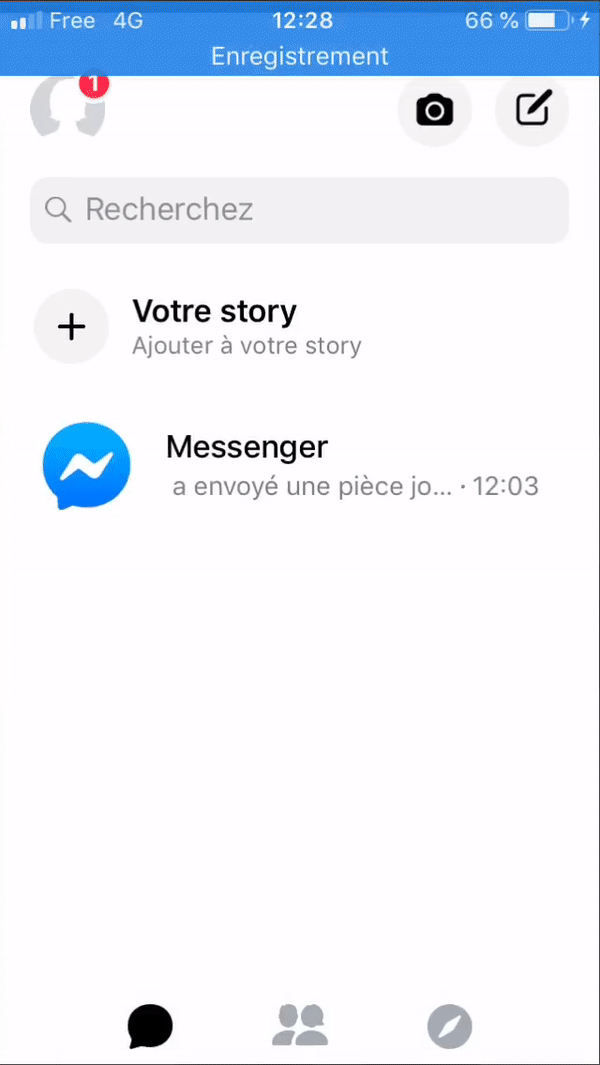 Free 4G 12:28 66 %
Enregistrement
1
Recherchez
Votre story
Ajouter à votre story
Messenger
a envoyé une pièce jo... · 12:03